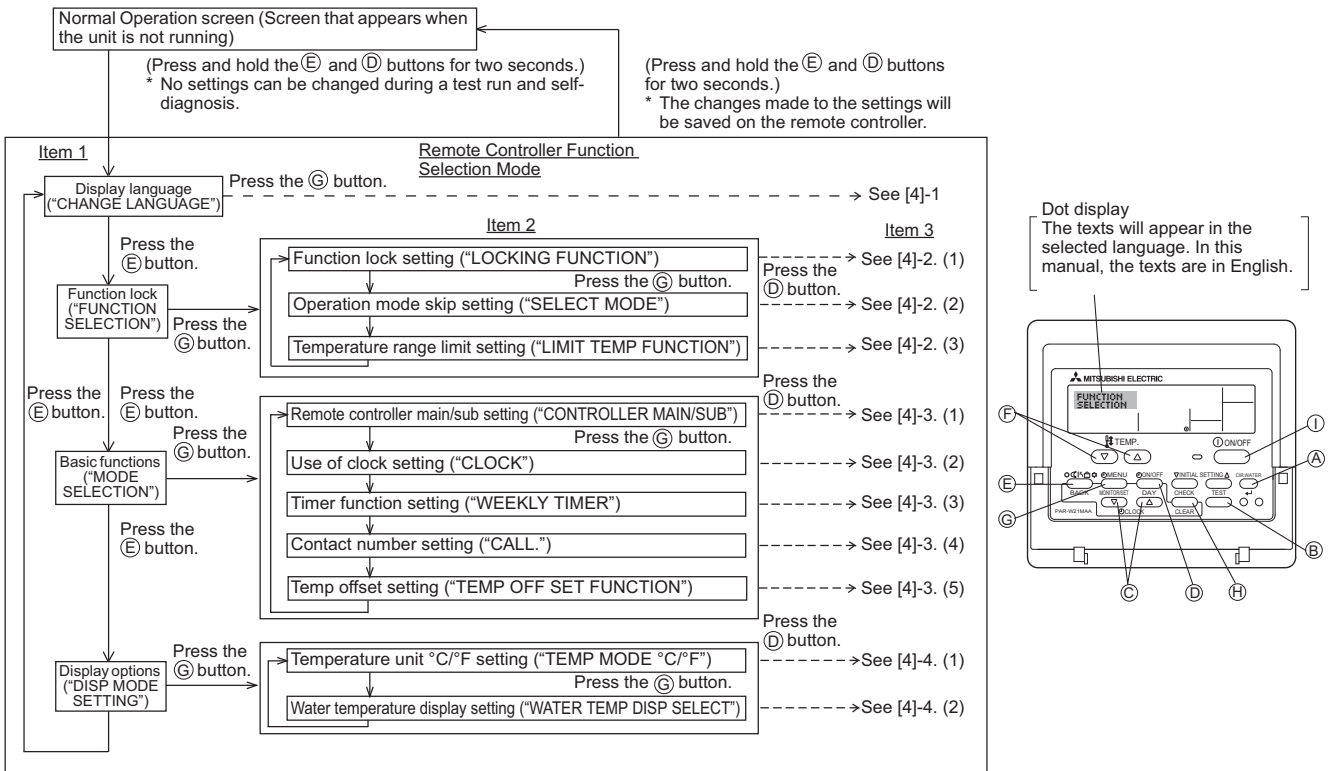 Normal Operation screen (Screen that appears when
the unit is not running)
(Press and hold the Ⓔ and Ⓓ buttons for two seconds.)
* No settings can be changed during a test run and self-
diagnosis.
(Press and hold the Ⓔ and Ⓓ buttons
for two seconds.)
* The changes made to the settings will
be saved on the remote controller.
Item 1
Remote Controller Function
Selection Mode
Display language
("CHANGE LANGUAGE")
Press the Ⓖ button.
See [4]-1
Item 2
Item 3
Press the
Ⓔ button.
Function lock
("FUNCTION
SELECTION")
Press the
Ⓖ button.
Function lock setting ("LOCKING FUNCTION")
Press the Ⓖ button.
Operation mode skip setting ("SELECT MODE")
Temperature range limit setting ("LIMIT TEMP FUNCTION")
Press the
Ⓓ button.
See [4]-2. (1)
See [4]-2. (2)
See [4]-2. (3)
Press the
Ⓔ button.
Press the
Ⓔ button.
Basic functions
("MODE
SELECTION")
Press the
Ⓖ button.
Remote controller main/sub setting ("CONTROLLER MAIN/SUB")
Press the Ⓖ button.
Use of clock setting ("CLOCK")
Timer function setting ("WEEKLY TIMER")
Contact number setting ("CALL.")
Temp offset setting ("TEMP OFF SET FUNCTION")
Press the
Ⓓ button.
See [4]-3. (1)
See [4]-3. (2)
See [4]-3. (3)
See [4]-3. (4)
See [4]-3. (5)
Press the
Ⓔ button.
Display options
("DISP MODE
SETTING")
Press the
Ⓖ button.
Temperature unit °C/°F setting ("TEMP MODE °C/°F")
Press the Ⓖ button.
Water temperature display setting ("WATER TEMP DISP SELECT")
Press the
Ⓓ button.
See [4]-4. (1)
See [4]-4. (2)
Dot display
The texts will appear in the
selected language. In this
manual, the texts are in English.
MITSUBISHI ELECTRIC
FUNCTION
SELECTION
TEMP.
ON/OFF
MENU
ON/OFF
INITIAL SETTING
CIR.WATER
BACK
MONITOR/SET
DAY
CHECK
TEST
PAR-W21MAA
CLOCK
CLEAR
Ⓕ
Ⓔ
Ⓖ
Ⓒ
Ⓓ
Ⓗ
Ⓘ
Ⓐ
Ⓑ